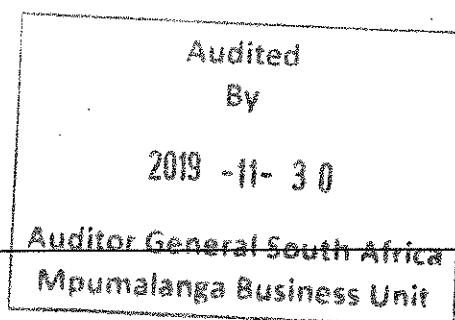 Audited
By
2019 -11- 30
Auditor General South Africa
Mpumalanga Business Unit